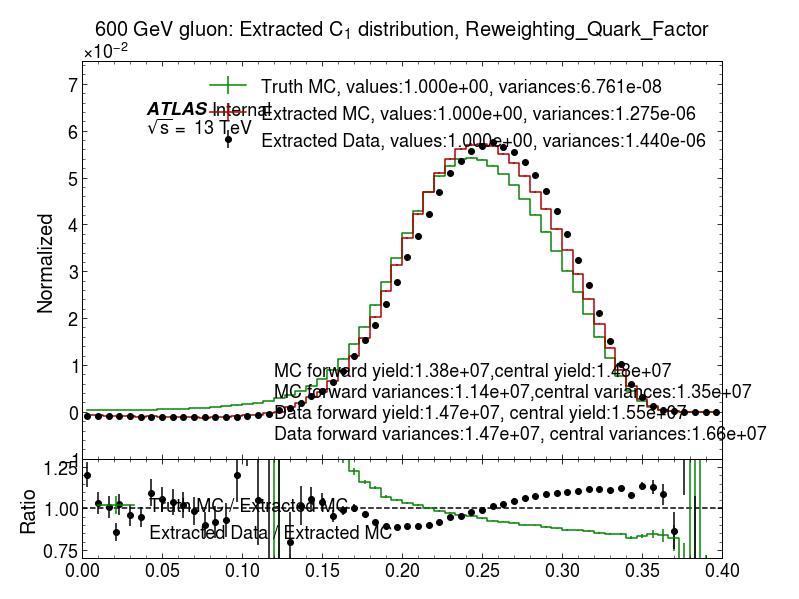 600 GeV gluon: Extracted C₁ distribution, Reweighting_Quark_Factor
×10⁻²
Truth MC, values:1.000e+00, variances:6.761e-08
ATLAS Internal
Extracted MC, values:1.000e+00, variances:1.275e-06
√s = 13 TeV
Extracted Data, values:1.000e+00, variances:1.440e-06
7
6
5
4
3
2
1
0
-1
Normalized
MC forward yield:1.38e+07,central yield:1.48e+07
MC forward variances:1.14e+07,central variances:1.35e+07
Data forward yield:1.47e+07, central yield:1.55e+07
Data forward variances:1.47e+07, central variances:1.66e+07
1.25
1.00
0.75
Ratio
Truth MC / Extracted MC
Extracted Data / Extracted MC
0.00 0.05 0.10 0.15 0.20 0.25 0.30 0.35 0.40